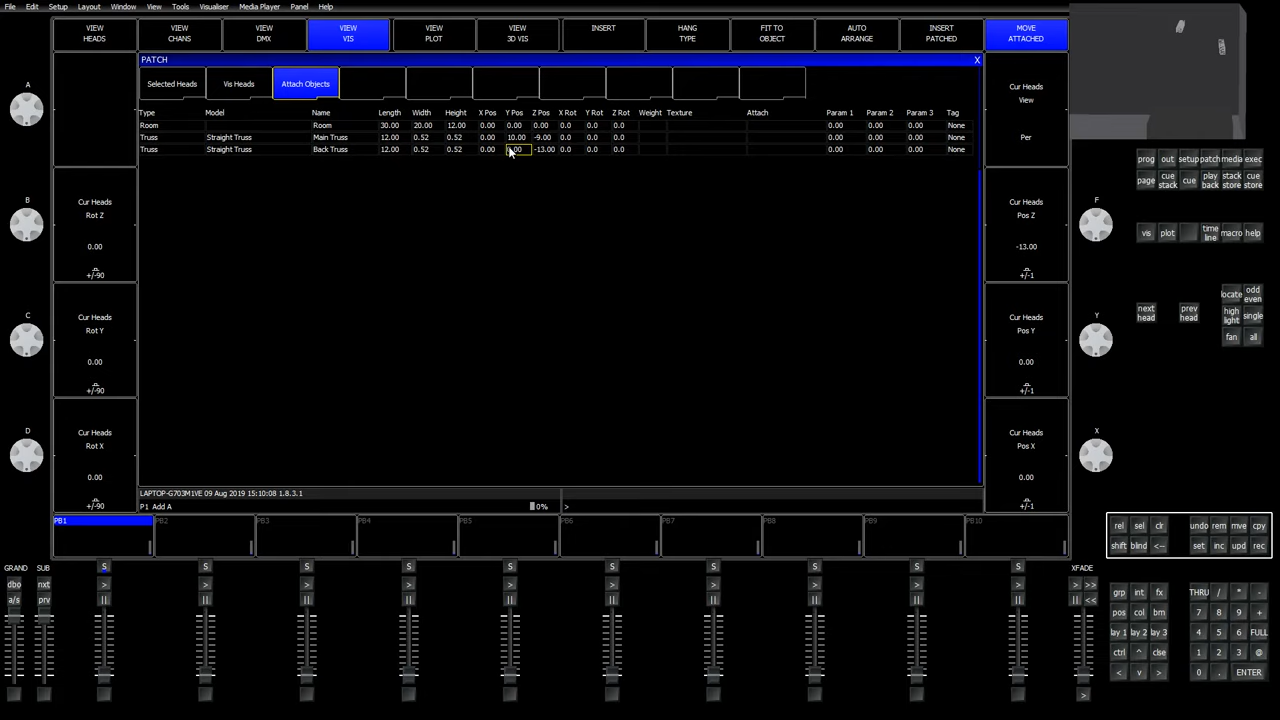 File Edit Setup Layout Window View Tools Visualiser Media Player Panel Help
VIEW HEADS
VIEW CHANS
VIEW DMX
VIEW VIS
VIEW PLOT
VIEW 3D VIS
INSERT
HANG TYPE
FIT TO OBJECT
AUTO ARRANGE
INSERT PATCHED
MOVE ATTACHED
PATCH X
Selected Heads Vis Heads Attach Objects
Type Model Name Length Width Height X Pos Y Pos Z Pos X Rot Y Rot Z Rot Weight Texture Attach Param 1 Param 2 Param 3 Tag
Room Room 30.00 20.00 12.00 0.00 0.00 0.00 0.0 0.0 0.0 0.00 0.00 0.00 None
Truss Straight Truss Main Truss 12.00 0.52 0.52 0.00 10.00 -9.00 0.0 0.0 0.0 0.00 0.00 0.00 None
Truss Straight Truss Back Truss 12.00 0.52 0.52 0.00 -13.00 0.0 0.0 0.0 0.00 0.00 0.00 None
A
B
C
D
Cur Heads
Rot Z
0.00
+/-90
Cur Heads
Rot Y
0.00
+/-90
Cur Heads
Rot X
0.00
+/-90
Cur Heads
View
Per
Cur Heads
Pos Z
-13.00
+/-1
Cur Heads
Pos Y
0.00
+/-1
Cur Heads
Pos X
0.00
+/-1
F
Y
X
LAPTOP-G703M1VE 09 Aug 2019 15:10:08 1.8.3.1
P1 Add A 0% >
PB1 PB2 PB3 PB4 PB5 PB6 PB7 PB8 PB9 PB10
prog out setup patch media exec
page cue stack cue play back stack store cue store
vis plot time line macro help
next head prev head locate odd even
high light single
fan all
rel sel clr undo rem mve cpy
shift blind <-- set inc upd rec
GRAND SUB S S S S S S S S S S XFADE
dbo nxt > > > > > > > > > > > >>
a/s prv || || || || || || || || || || || <<
>
grp int fx THRU / * -
pos col bm 7 8 9 +
lay 1 lay 2 lay 3 4 5 6 FULL
ctrl ^ clse 1 2 3 @
< v > 0 . ENTER